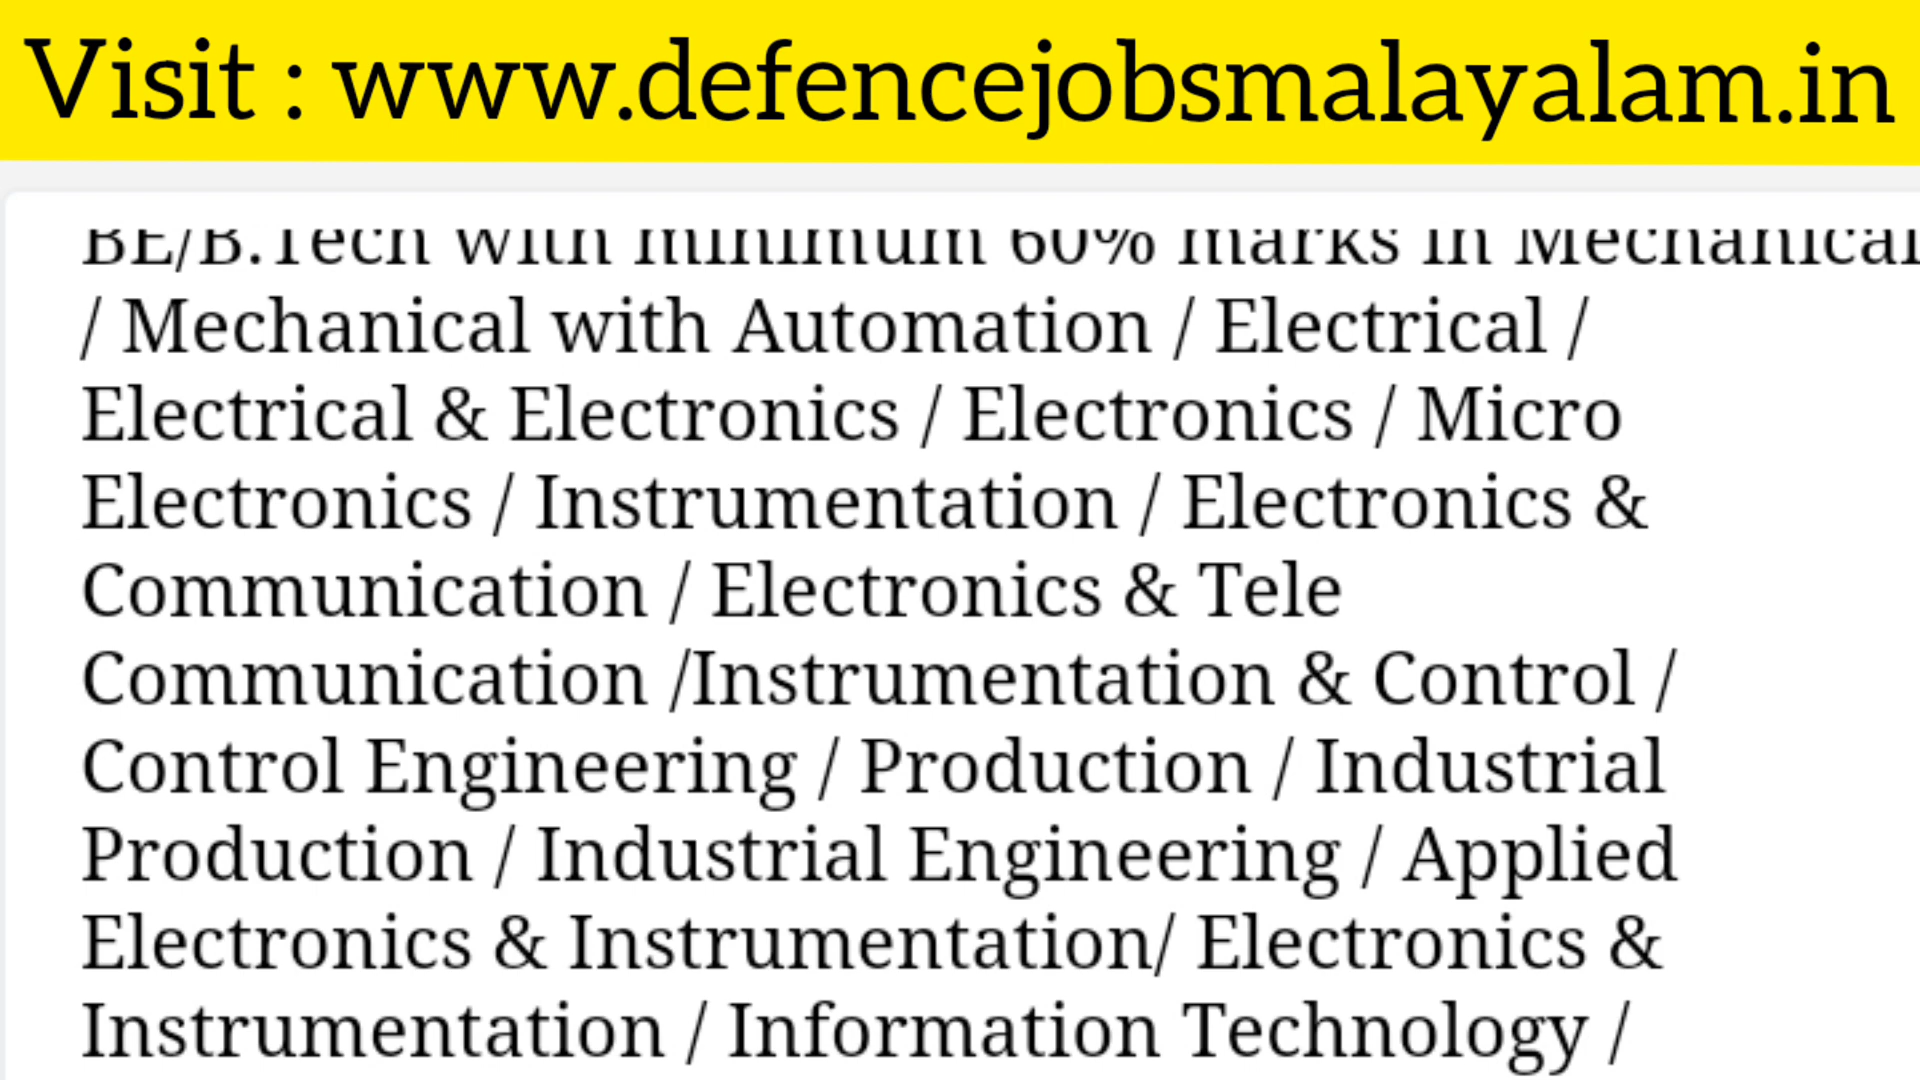 Visit : www.defencejobsmalayalam.in
BE/B.Tech with minimum 60% marks in Mechanical
/ Mechanical with Automation / Electrical /
Electrical & Electronics / Electronics / Micro
Electronics / Instrumentation / Electronics &
Communication / Electronics & Tele
Communication /Instrumentation & Control /
Control Engineering / Production / Industrial
Production / Industrial Engineering / Applied
Electronics & Instrumentation/ Electronics &
Instrumentation / Information Technology /